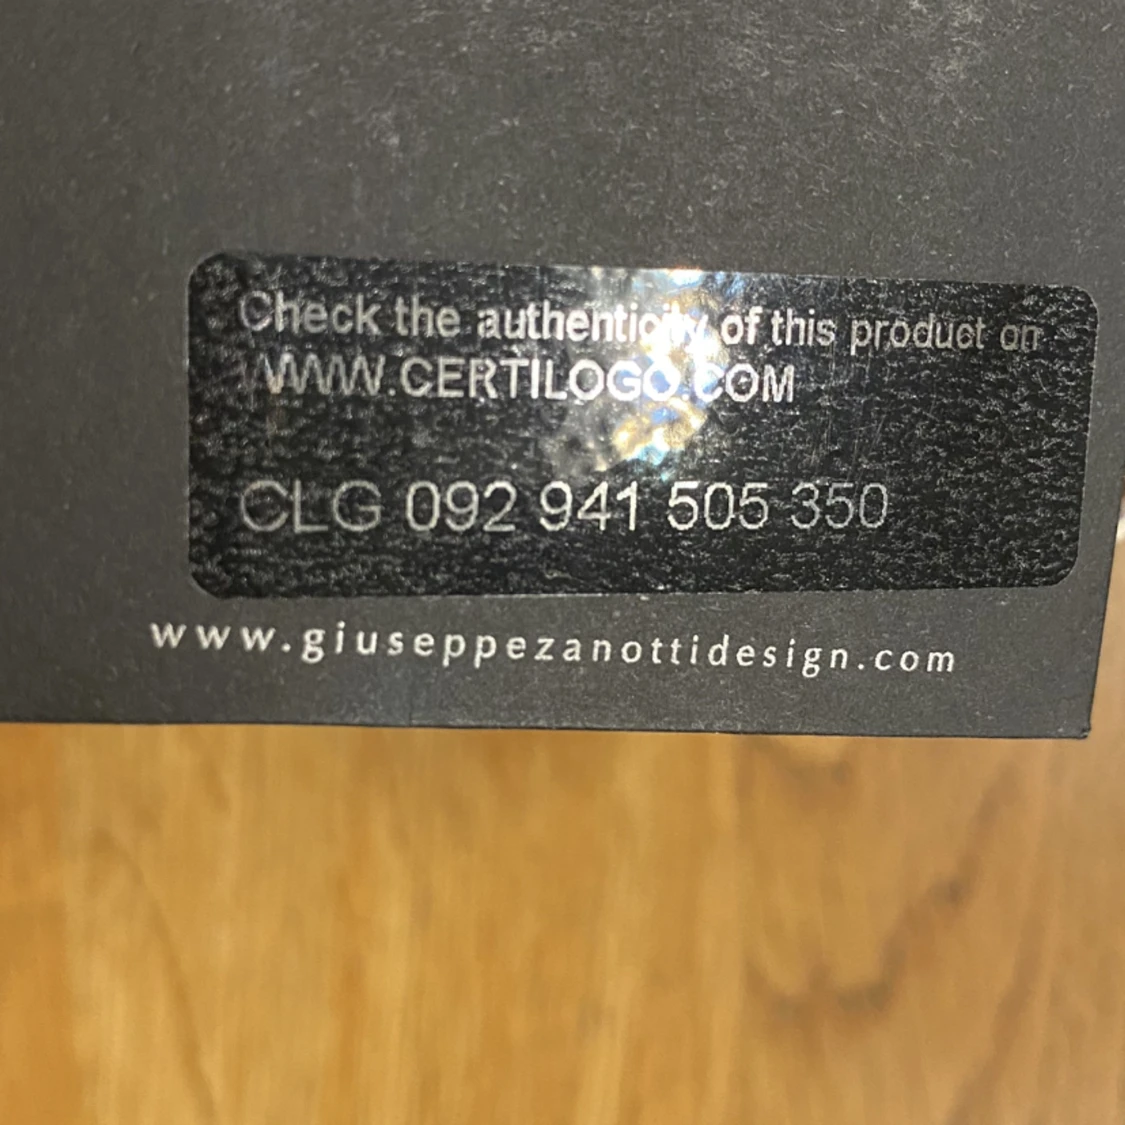 Check the authenticity of this product on
WWW.CERTILOGO.COM
CLG 092 941 505 350
www.giuseppezanottidesign.com